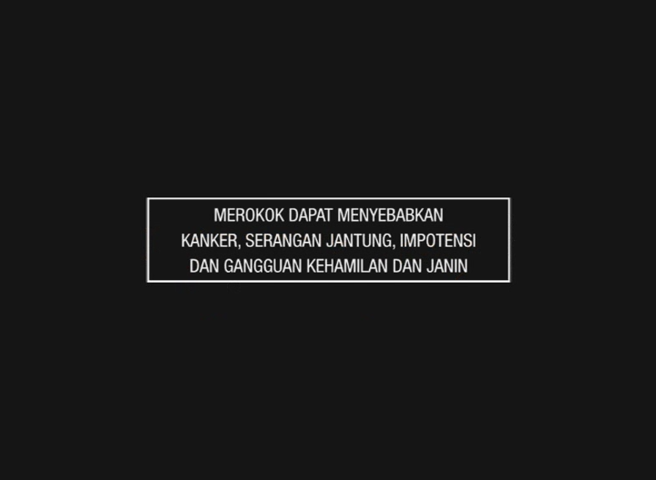 MEROKOK DAPAT MENYEBABKAN
KANKER, SERANGAN JANTUNG, IMPOTENSI
DAN GANGGUAN KEHAMILAN DAN JANIN